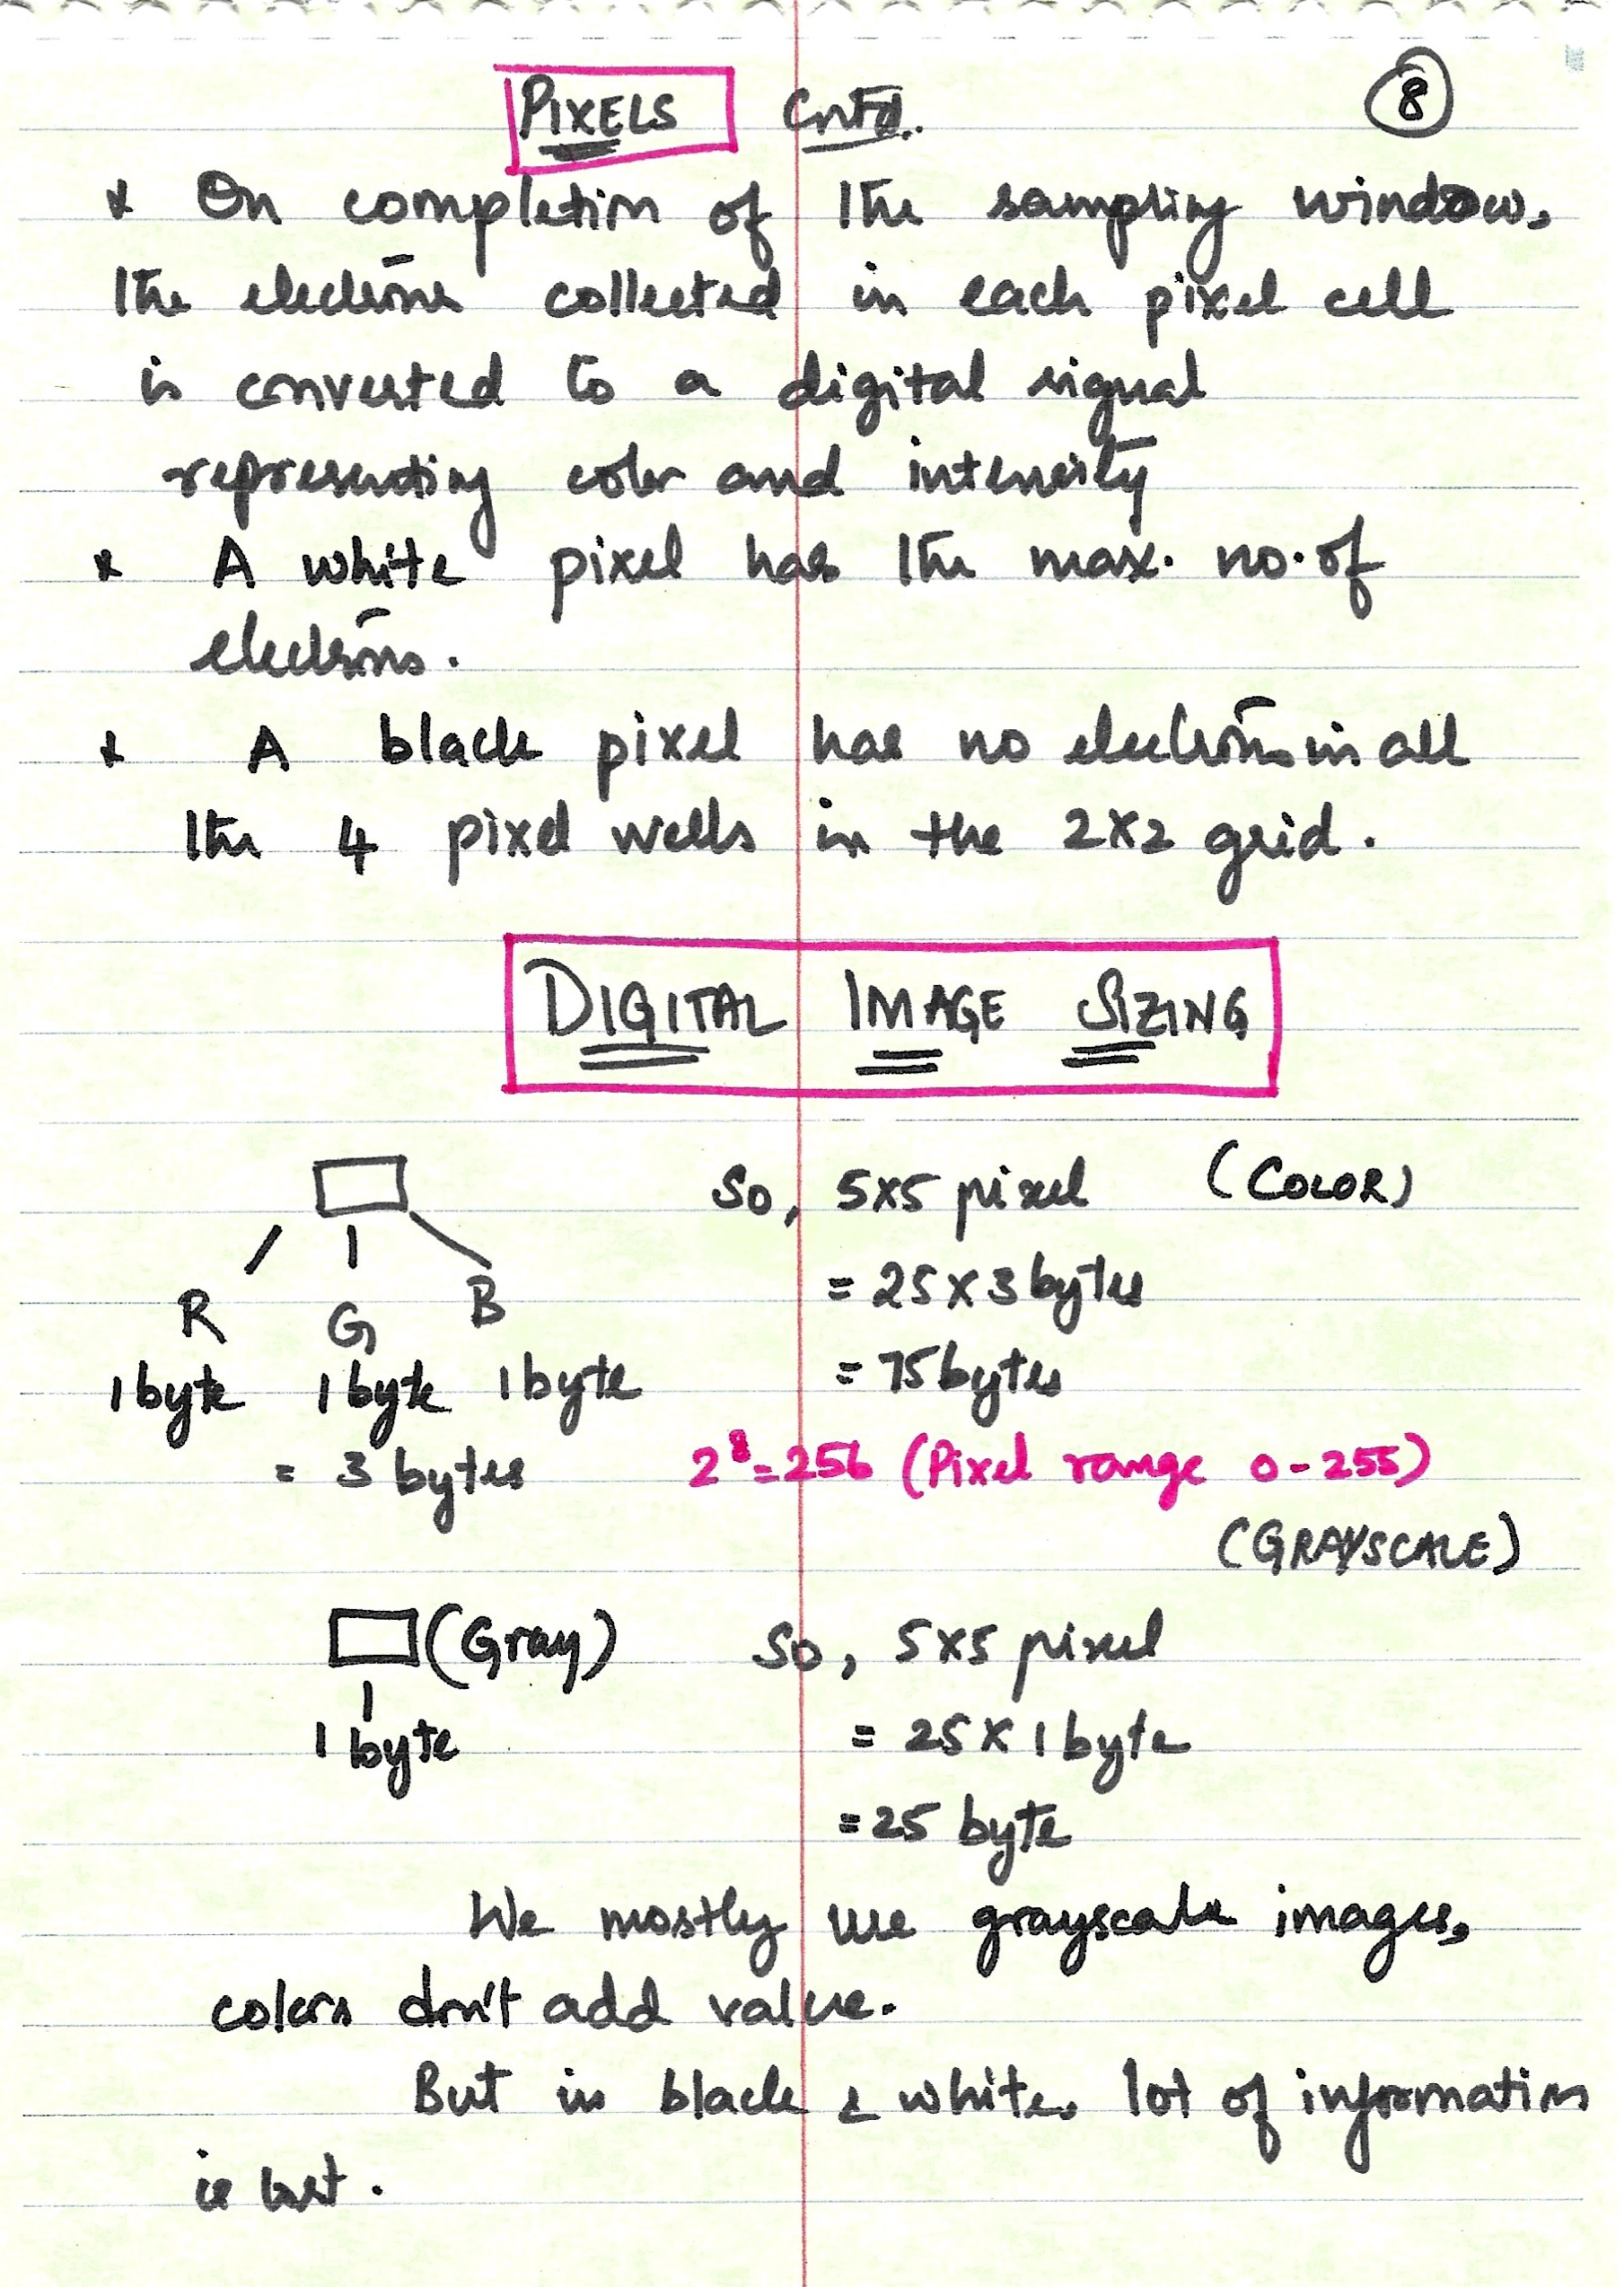 PIXELS Cntd.. 8
x On completion of the sampling window,
the electrons collected in each pixel cell
is converted to a digital signal
representing color and intensity
x A white pixel has the max. no. of
electrons.
x A black pixel has no electrons in all
the 4 pixel wells in the 2x2 grid.
DIGITAL IMAGE SIZING
So, 5x5 pixel (COLOR)
= 25 x 3 bytes
R G B
= 75 bytes
1 byte 1 byte 1 byte
= 3 bytes
2⁸ = 256 (Pixel range 0-255)
(GRAYSCALE)
(Gray) So, 5x5 pixel
1 byte = 25 x 1 byte
= 25 byte
We mostly use grayscale images,
colors don't add value.
But in black & white, lot of information
is lost.